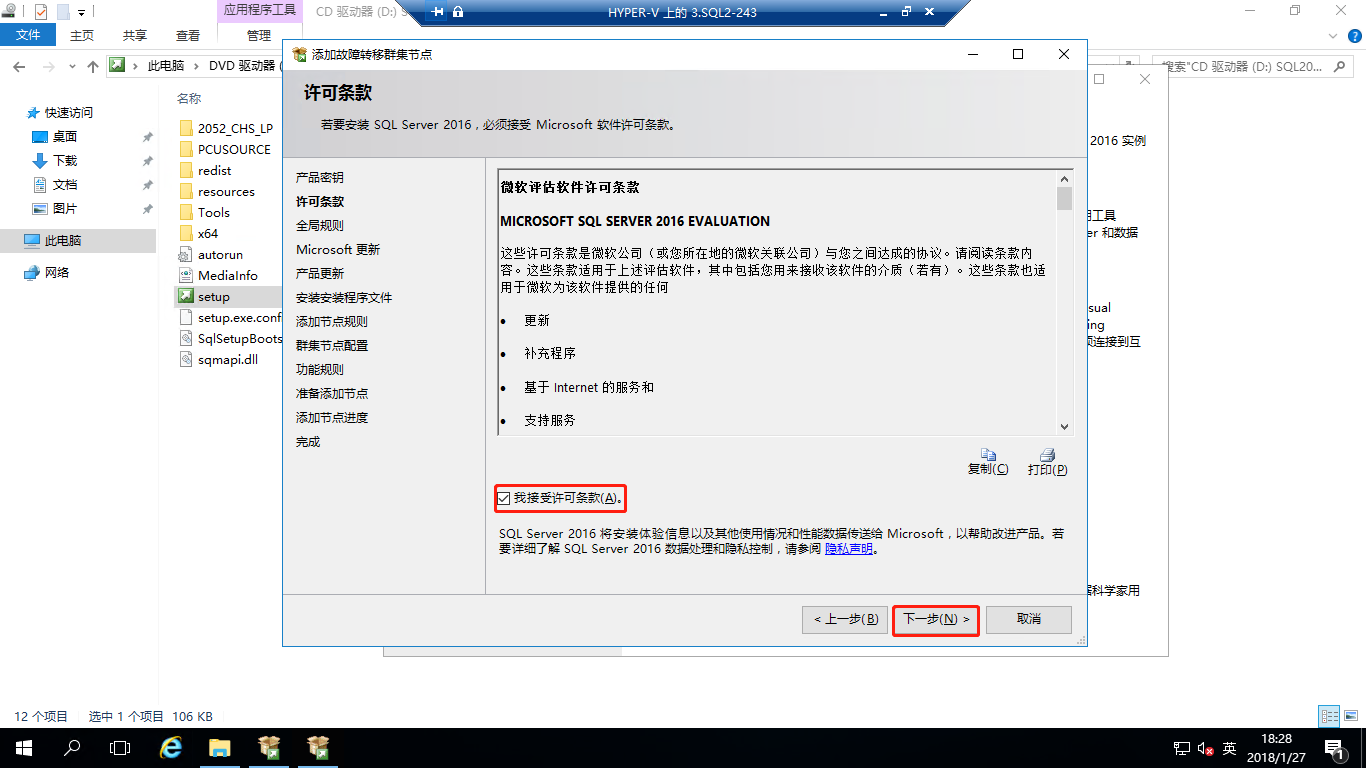 应用程序工具
CD 驱动器 (D:) S
HYPER-V 上的 3.SQL2-243
文件
主页
共享
查看
管理
此电脑
DVD 驱动器 (
搜索"CD 驱动器 (D:) SQL20...
添加故障转移群集节点
许可条款
若要安装 SQL Server 2016，必须接受 Microsoft 软件许可条款。
快速访问
桌面
下载
文档
图片
此电脑
网络
名称
2052_CHS_LP
PCUSOURCE
redist
resources
Tools
x64
autorun
MediaInfo
setup
setup.exe.conf
SqlSetupBoots
sqmapi.dll
产品密钥
许可条款
全局规则
Microsoft 更新
产品更新
安装安装程序文件
添加节点规则
群集节点配置
功能规则
准备添加节点
添加节点进度
完成
微软评估软件许可条款
MICROSOFT SQL SERVER 2016 EVALUATION
这些许可条款是微软公司（或您所在地的微软关联公司）与您之间达成的协议。请阅读条款内
容。这些条款适用于上述评估软件，其中包括您用来接收该软件的介质（若有）。这些条款也适
用于微软为该软件提供的任何
• 更新
• 补充程序
• 基于 Internet 的服务和
• 支持服务
复制(C)
打印(P)
我接受许可条款(A)。
SQL Server 2016 将安装体验信息以及其他使用情况和性能数据传送给 Microsoft，以帮助改进产品。若
要详细了解 SQL Server 2016 数据处理和隐私控制，请参阅 隐私声明。
< 上一步(B)
下一步(N) >
取消
2016 实例
工具
er 和数据
sual
ing
连接到互
科学家用
12 个项目
选中 1 个项目 106 KB
英
18:28
2018/1/27
1